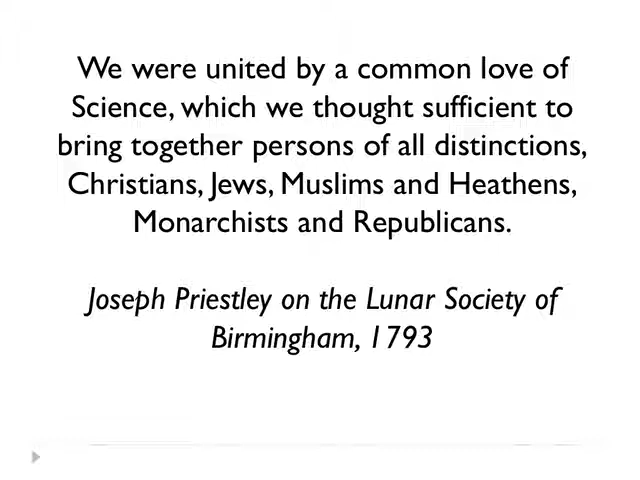 We were united by a common love of
Science, which we thought sufficient to
bring together persons of all distinctions,
Christians, Jews, Muslims and Heathens,
Monarchists and Republicans.
Joseph Priestley on the Lunar Society of
Birmingham, 1793